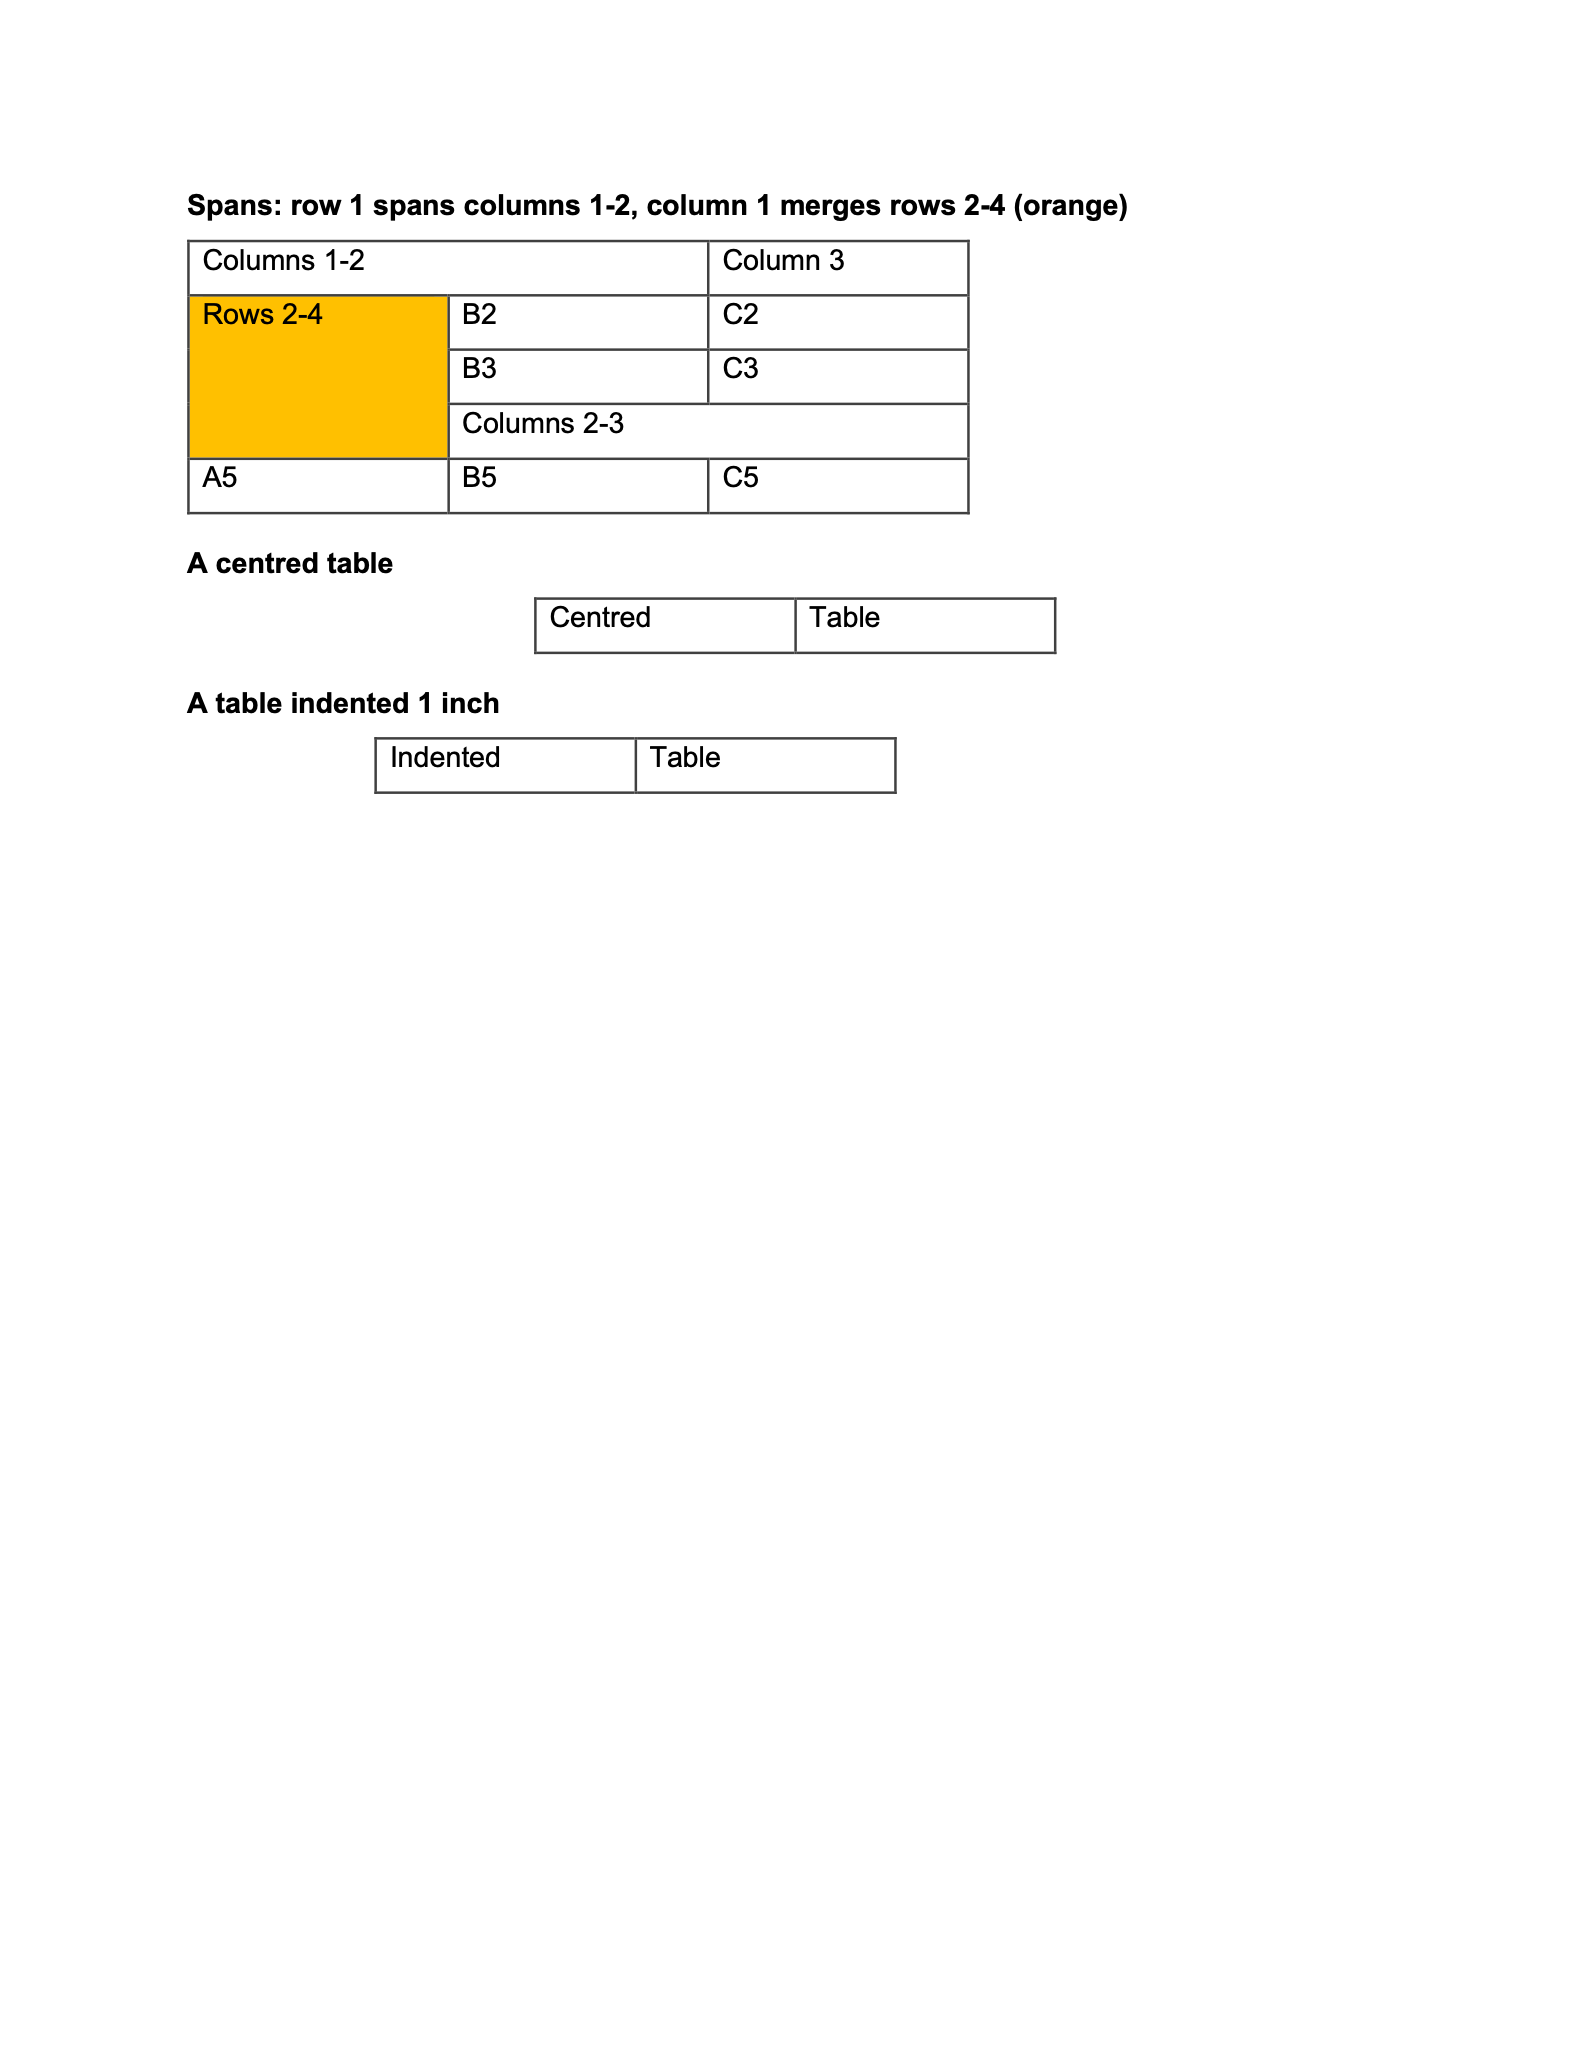 Spans: row 1 spans columns 1-2, column 1 merges rows 2-4 (orange)
Columns 1-2 Column 3
Rows 2-4 B2 C2
B3 C3
Columns 2-3
A5 B5 C5
A centred table
Centred Table
A table indented 1 inch
Indented Table